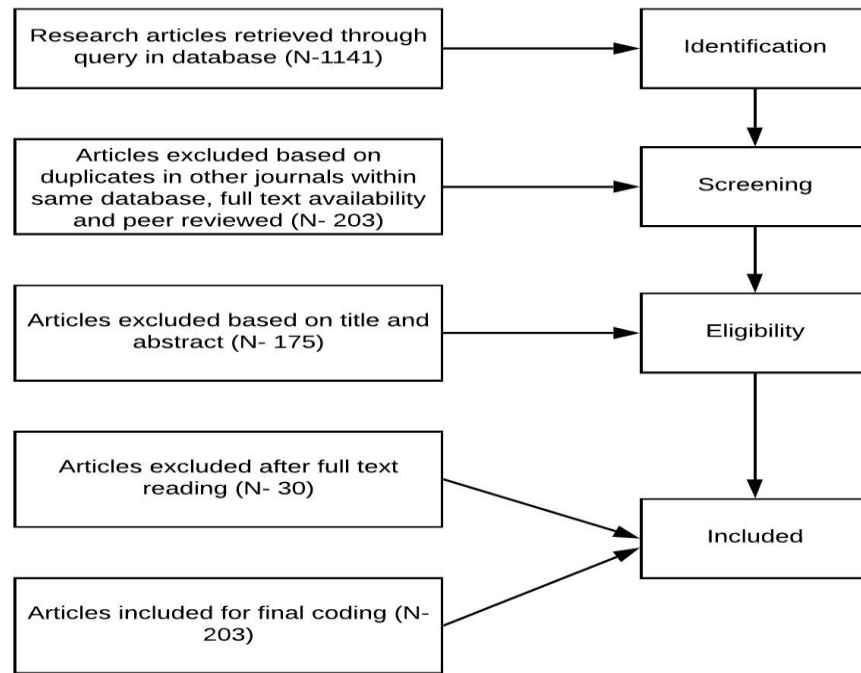 Research articles retrieved through
query in database (N-1141)
Identification
Articles excluded based on
duplicates in other journals within
same database, full text availability
and peer reviewed (N- 203)
Screening
Articles excluded based on title and
abstract (N- 175)
Eligibility
Articles excluded after full text
reading (N- 30)
Included
Articles included for final coding (N-
203)